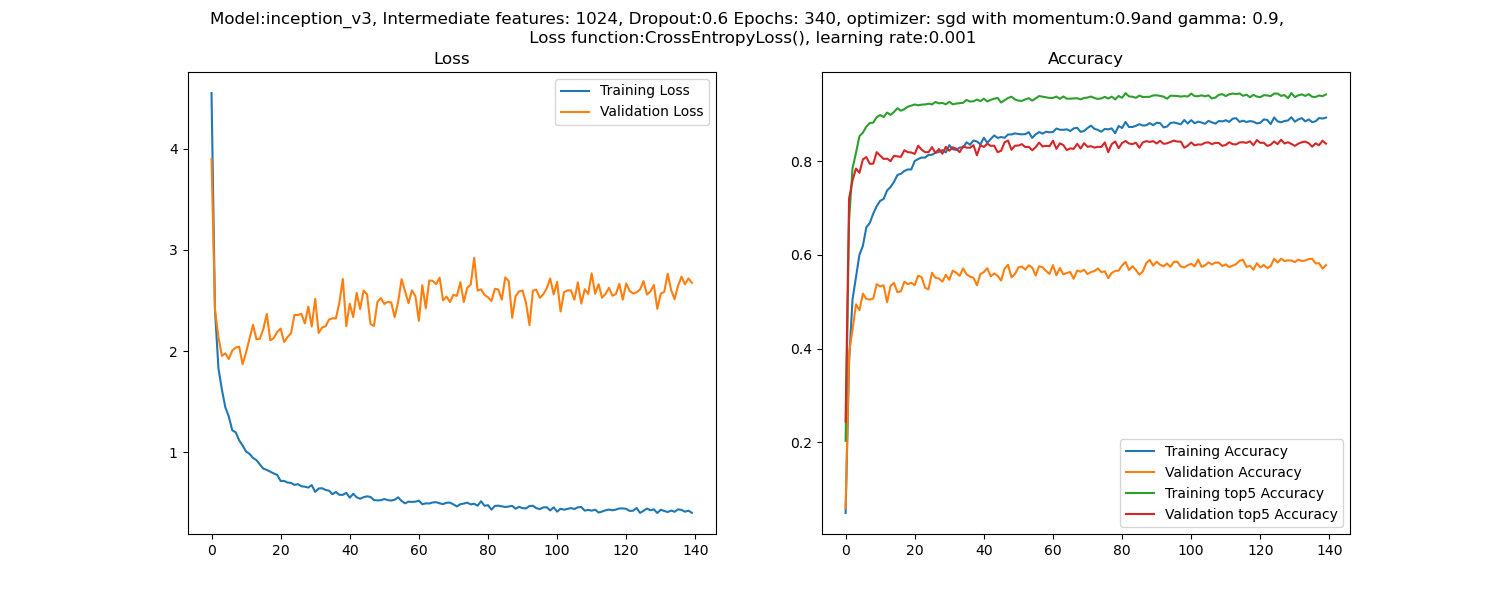 Model:inception_v3, Intermediate features: 1024, Dropout:0.6 Epochs: 340, optimizer: sgd with momentum:0.9and gamma: 0.9,
Loss function:CrossEntropyLoss(), learning rate:0.001
Loss
Training Loss
Validation Loss
4
3
2
1
0 20 40 60 80 100 120 140
Accuracy
0.8
0.6
0.4
0.2
Training Accuracy
Validation Accuracy
Training top5 Accuracy
Validation top5 Accuracy
0 20 40 60 80 100 120 140